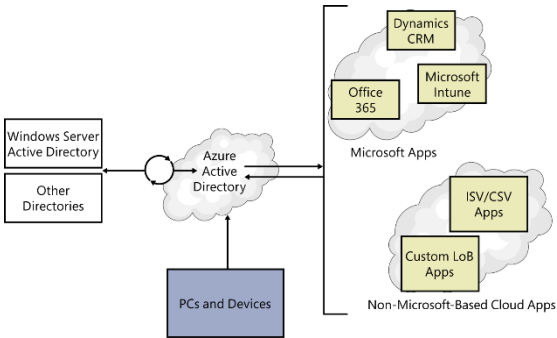 Dynamics
CRM
Microsoft
Intune
Office
365
Microsoft Apps
Windows Server
Active Directory
Other
Directories
Azure
Active
Directory
ISV/CSV
Apps
Custom LoB
Apps
PCs and Devices
Non-Microsoft-Based Cloud Apps